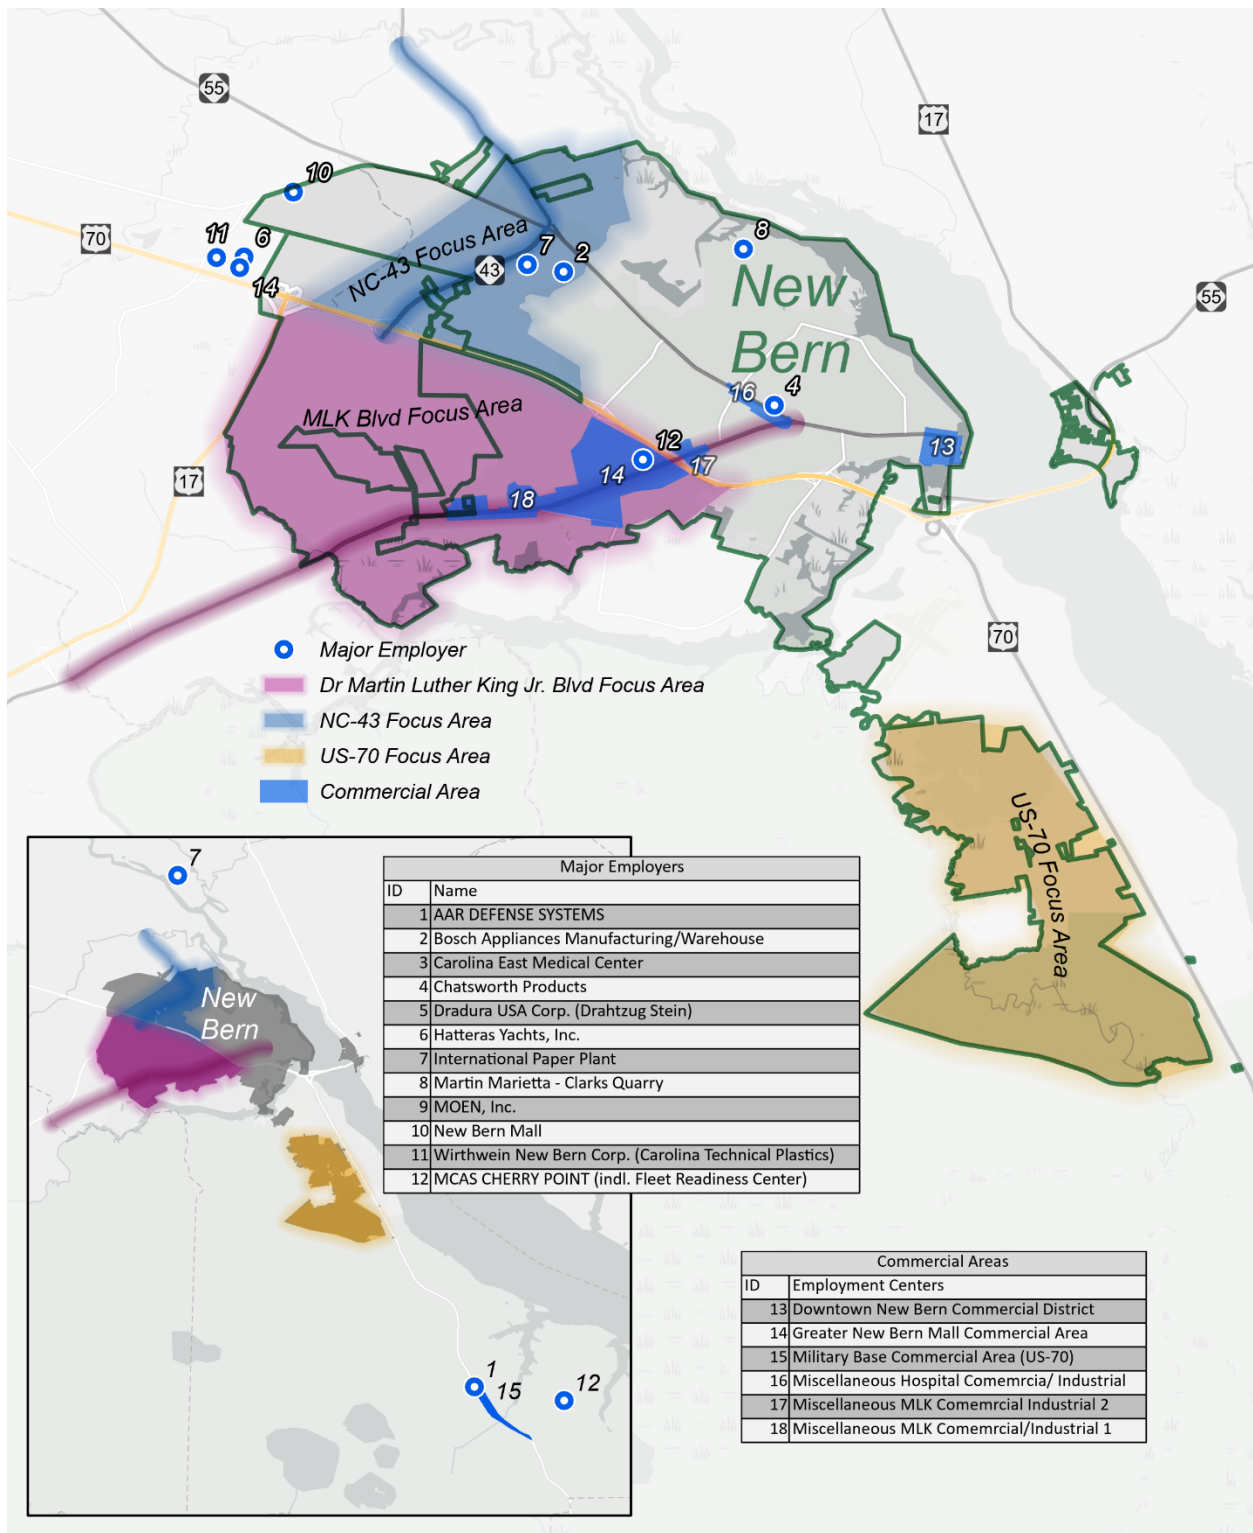 55
17
10
70
11
6
14
NC-43 Focus Area
43
7
2
8
New
Bern
55
MLK Blvd Focus Area
16
4
12
14
17
13
17
18
70
Major Employer
Dr Martin Luther King Jr. Blvd Focus Area
NC-43 Focus Area
US-70 Focus Area
Commercial Area
US-70 Focus Area
7
New
Bern
1
15
12
Major Employers
ID Name
1 AAR DEFENSE SYSTEMS
2 Bosch Appliances Manufacturing/Warehouse
3 Carolina East Medical Center
4 Chatsworth Products
5 Dradura USA Corp. (Drahtzug Stein)
6 Hatteras Yachts, Inc.
7 International Paper Plant
8 Martin Marietta - Clarks Quarry
9 MOEN, Inc.
10 New Bern Mall
11 Wirthwein New Bern Corp. (Carolina Technical Plastics)
12 MCAS CHERRY POINT (indl. Fleet Readiness Center)
Commercial Areas
ID Employment Centers
13 Downtown New Bern Commercial District
14 Greater New Bern Mall Commercial Area
15 Military Base Commercial Area (US-70)
16 Miscellaneous Hospital Comemrcia/ Industrial
17 Miscellaneous MLK Comemrcial Industrial 2
18 Miscellaneous MLK Comemrcial/Industrial 1